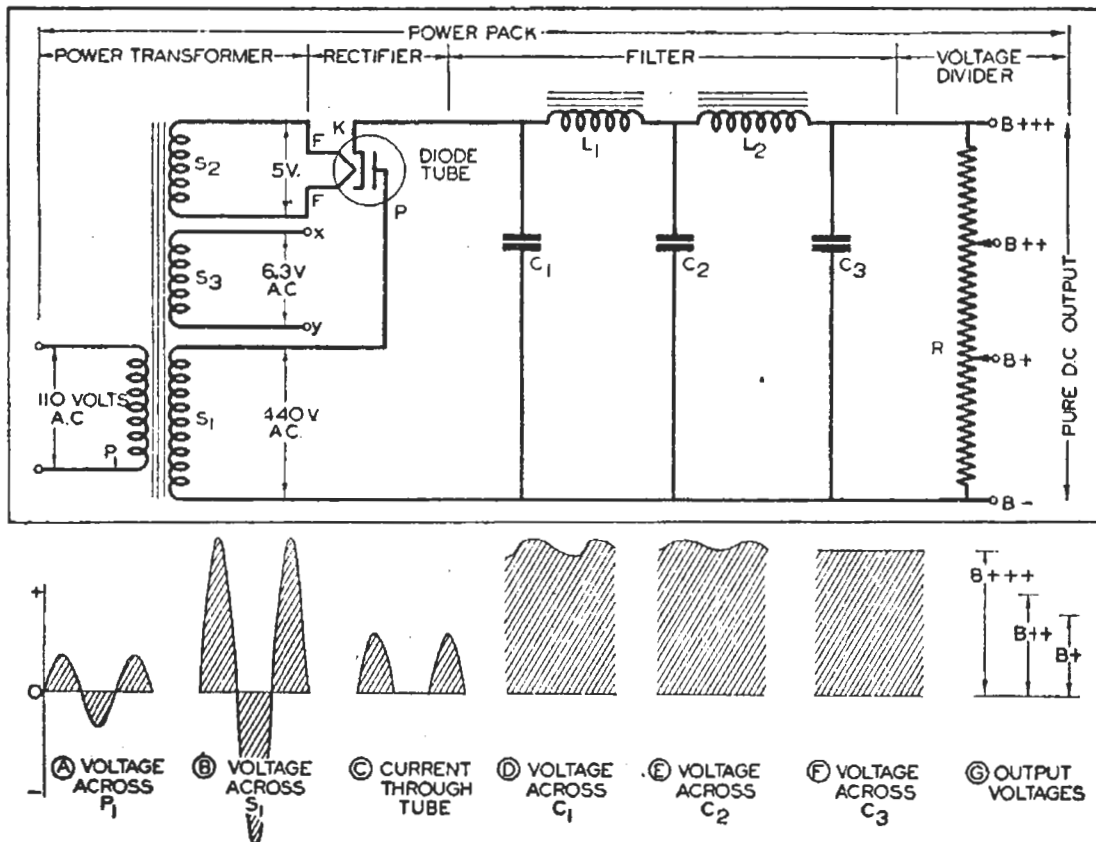 POWER PACK
POWER TRANSFORMER
RECTIFIER
FILTER
VOLTAGE
DIVIDER
S2
5V.
F
F
K
P
DIODE
TUBE
L1
L2
C1
C2
C3
S3
x
6.3V
A.C
y
110 VOLTS
A.C
P1
S1
440V
A.C.
R
B+++
B++
B+
B-
PURE D.C OUTPUT
+
O
-
A VOLTAGE
ACROSS
P1
B VOLTAGE
ACROSS
S1
C CURRENT
THROUGH
TUBE
D VOLTAGE
ACROSS
C1
E VOLTAGE
ACROSS
C2
F VOLTAGE
ACROSS
C3
B+++
B++
B+
G OUTPUT
VOLTAGES